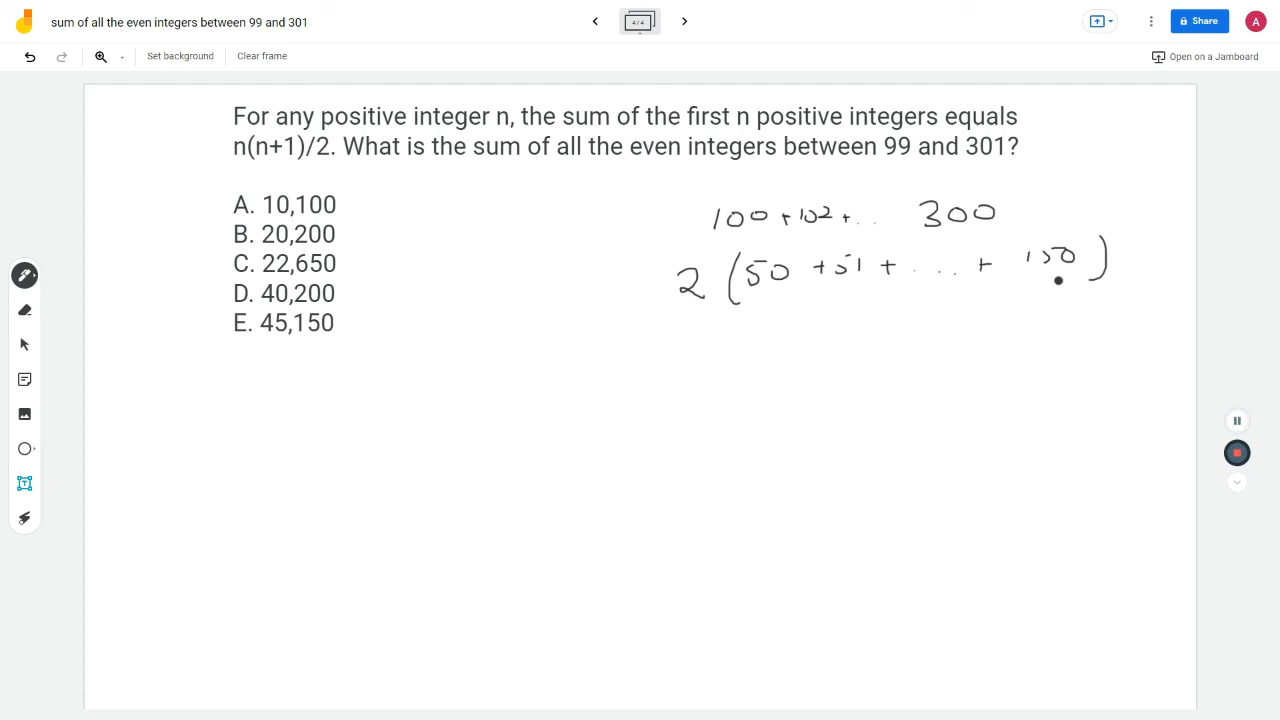 sum of all the even integers between 99 and 301
4 / 4
Share
A
Set background
Clear frame
Open on a Jamboard
For any positive integer n, the sum of the first n positive integers equals
n(n+1)/2. What is the sum of all the even integers between 99 and 301?
A. 10,100
B. 20,200
C. 22,650
D. 40,200
E. 45,150
100 + 102 + . . 300
2 ( 50 + 51 + . . . . + 150 )